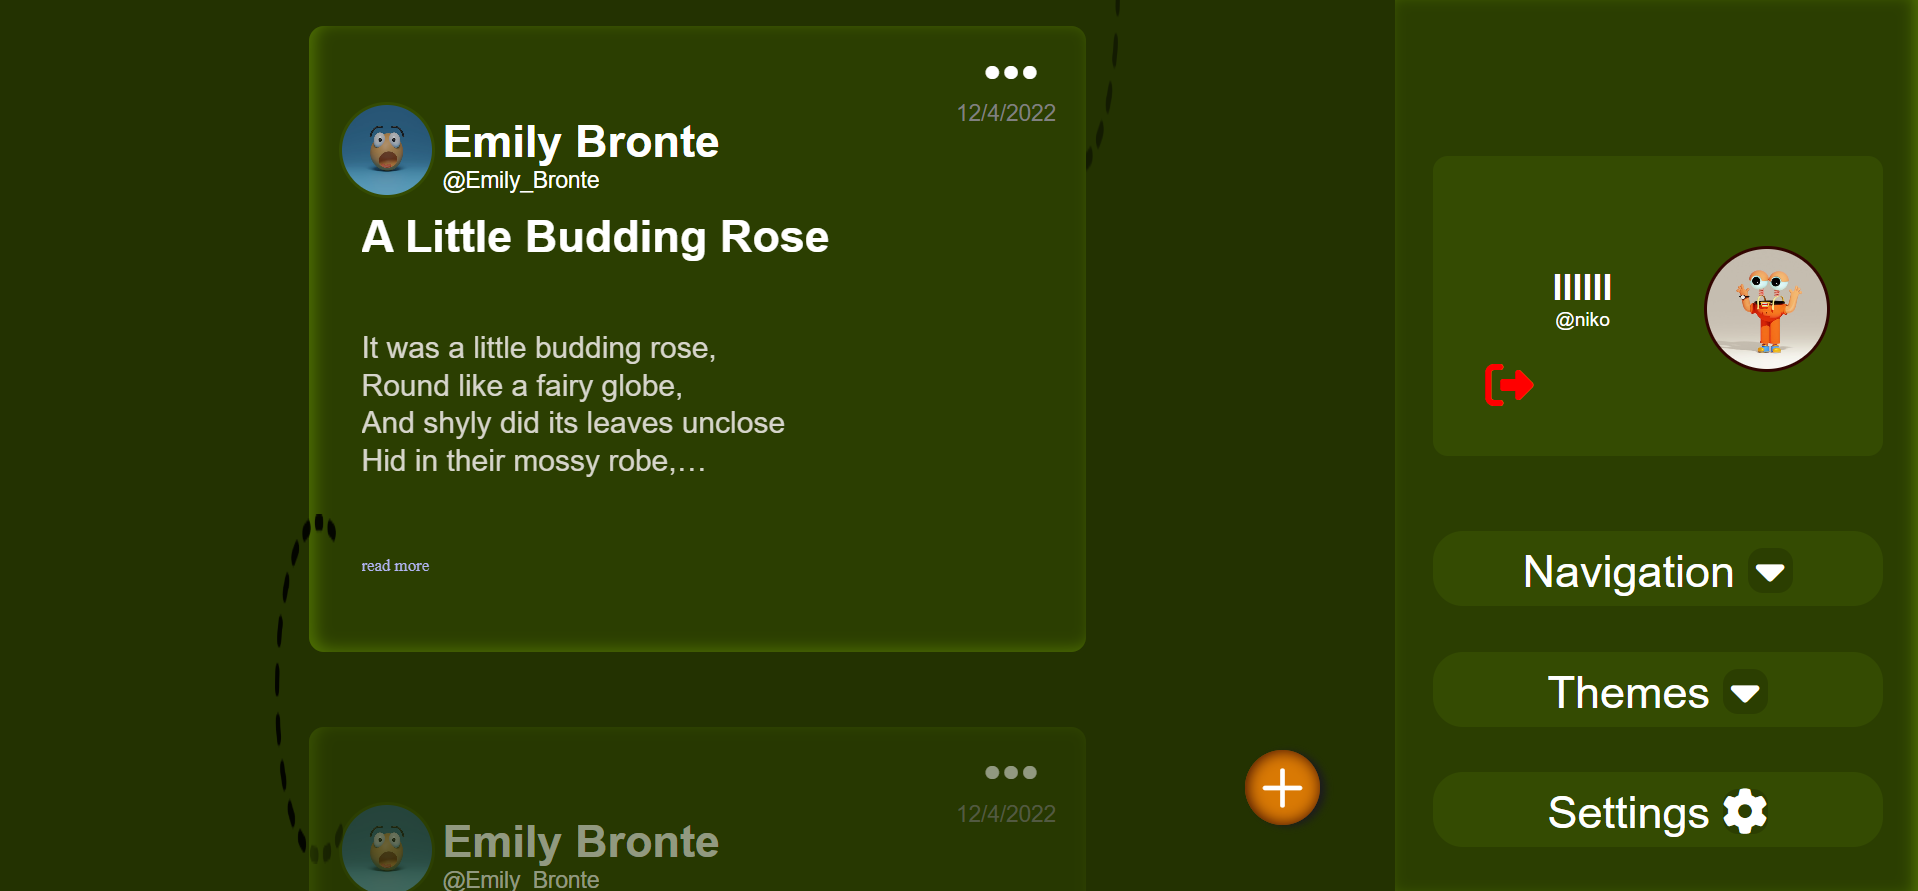 12/4/2022
Emily Bronte
@Emily_Bronte
A Little Budding Rose
It was a little budding rose,
Round like a fairy globe,
And shyly did its leaves unclose
Hid in their mossy robe,…
read more
12/4/2022
Emily Bronte
@Emily_Bronte
@niko
Navigation
Themes
Settings